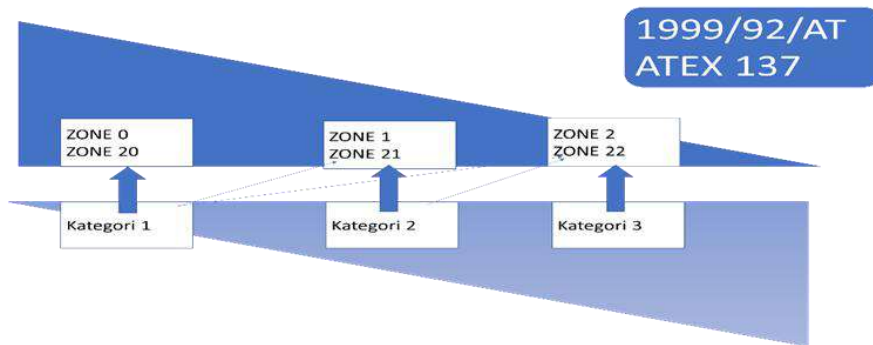 1999/92/AT
ATEX 137
ZONE 0
ZONE 20
ZONE 1
ZONE 21
ZONE 2
ZONE 22
Kategori 1
Kategori 2
Kategori 3